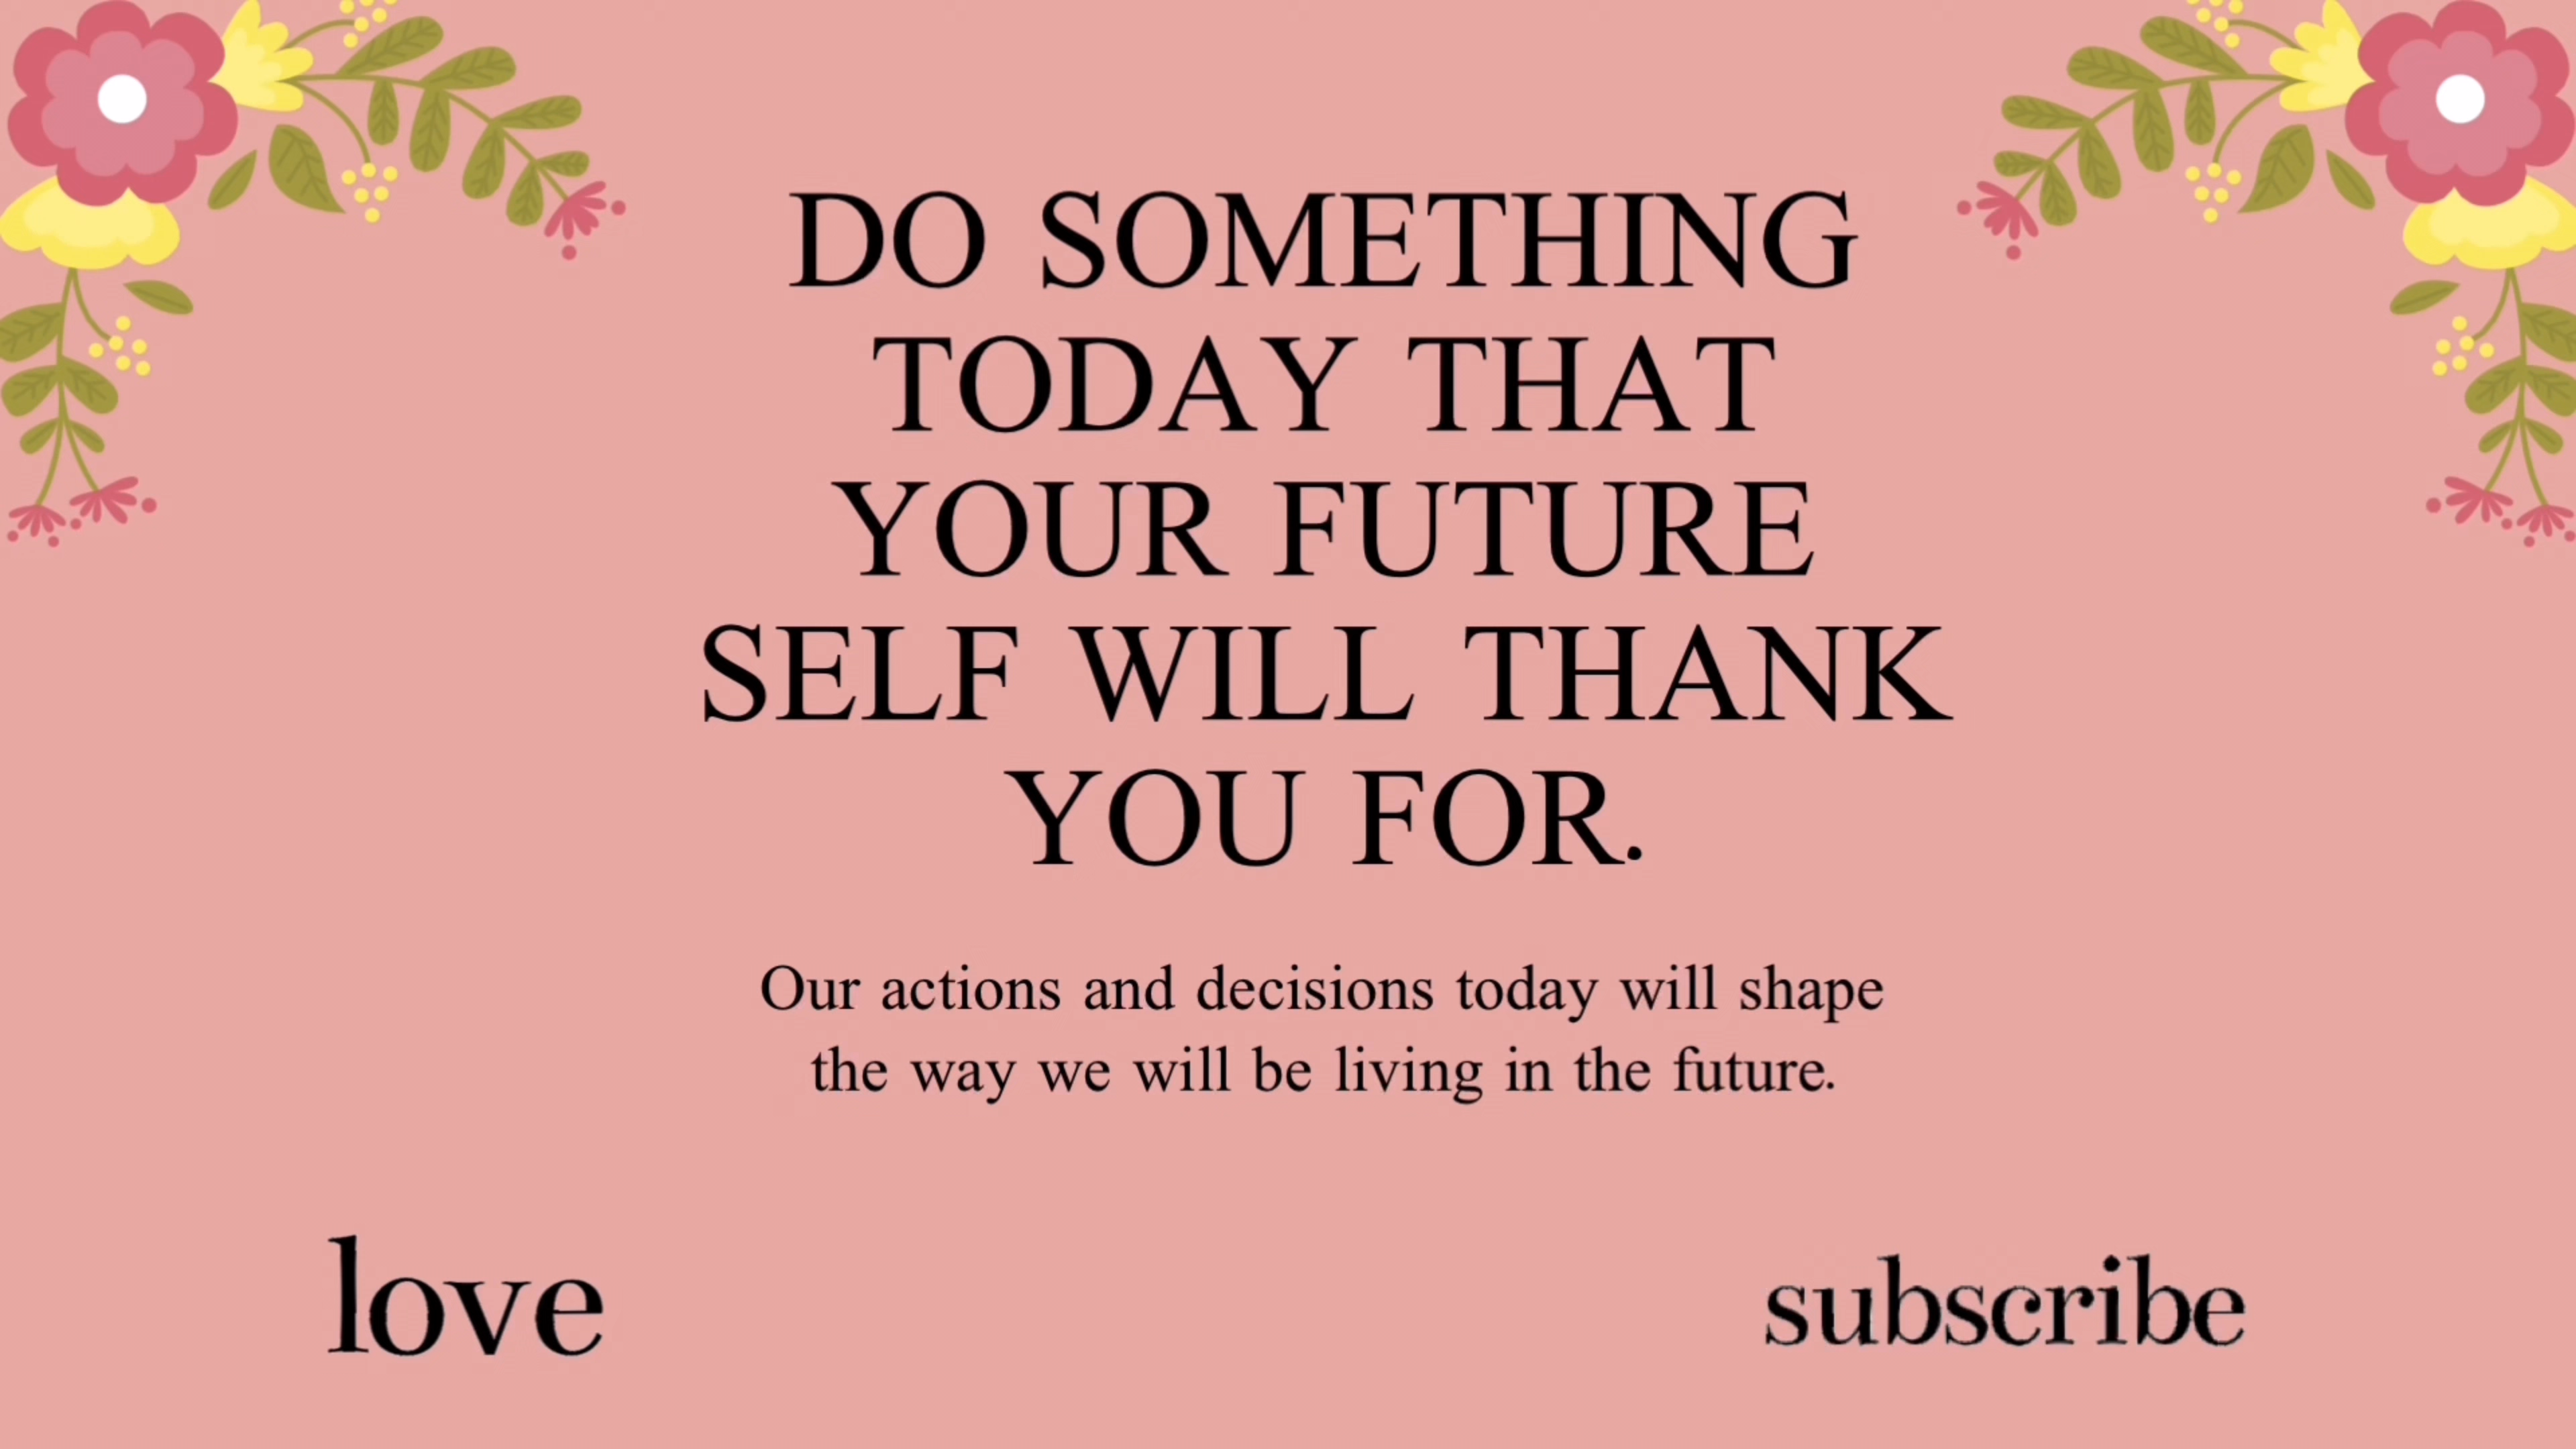 DO SOMETHING
TODAY THAT
YOUR FUTURE
SELF WILL THANK
YOU FOR.
Our actions and decisions today will shape
the way we will be living in the future.
love
subscribe